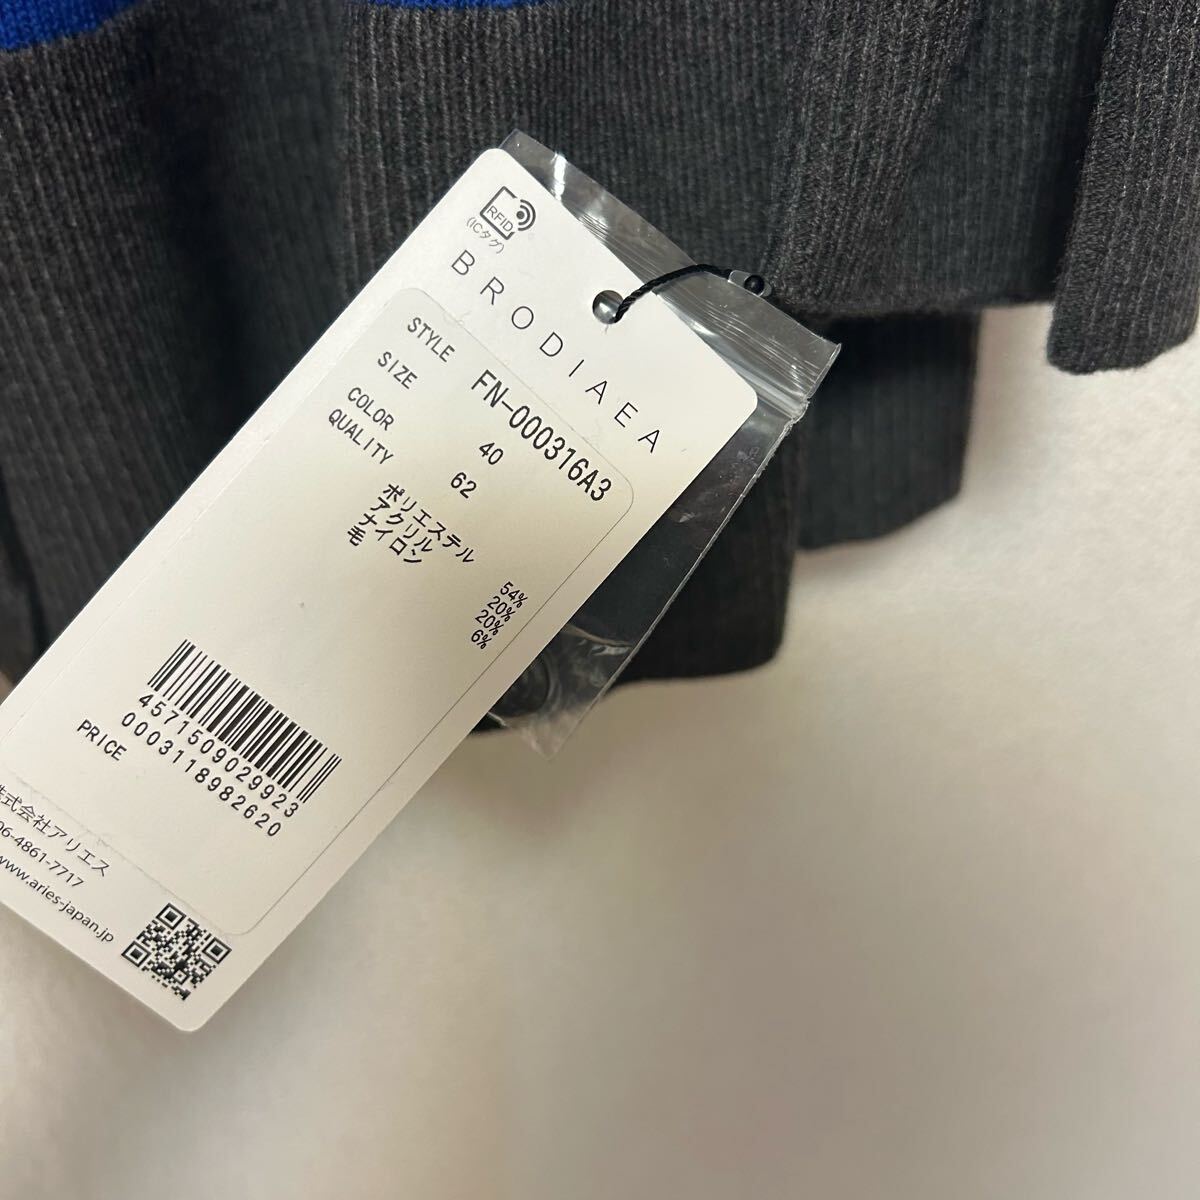 RFID
(ICタグ)
BRODIAEA
STYLE FN-000316A3
SIZE 40
COLOR 62
QUALITY
ポリエステル 54%
アクリル 20%
ナイロン 20%
毛 6%
4571509029923
0003118982620
PRICE
株式会社アリエス
06-4861-7717
www.aries-japan.jp